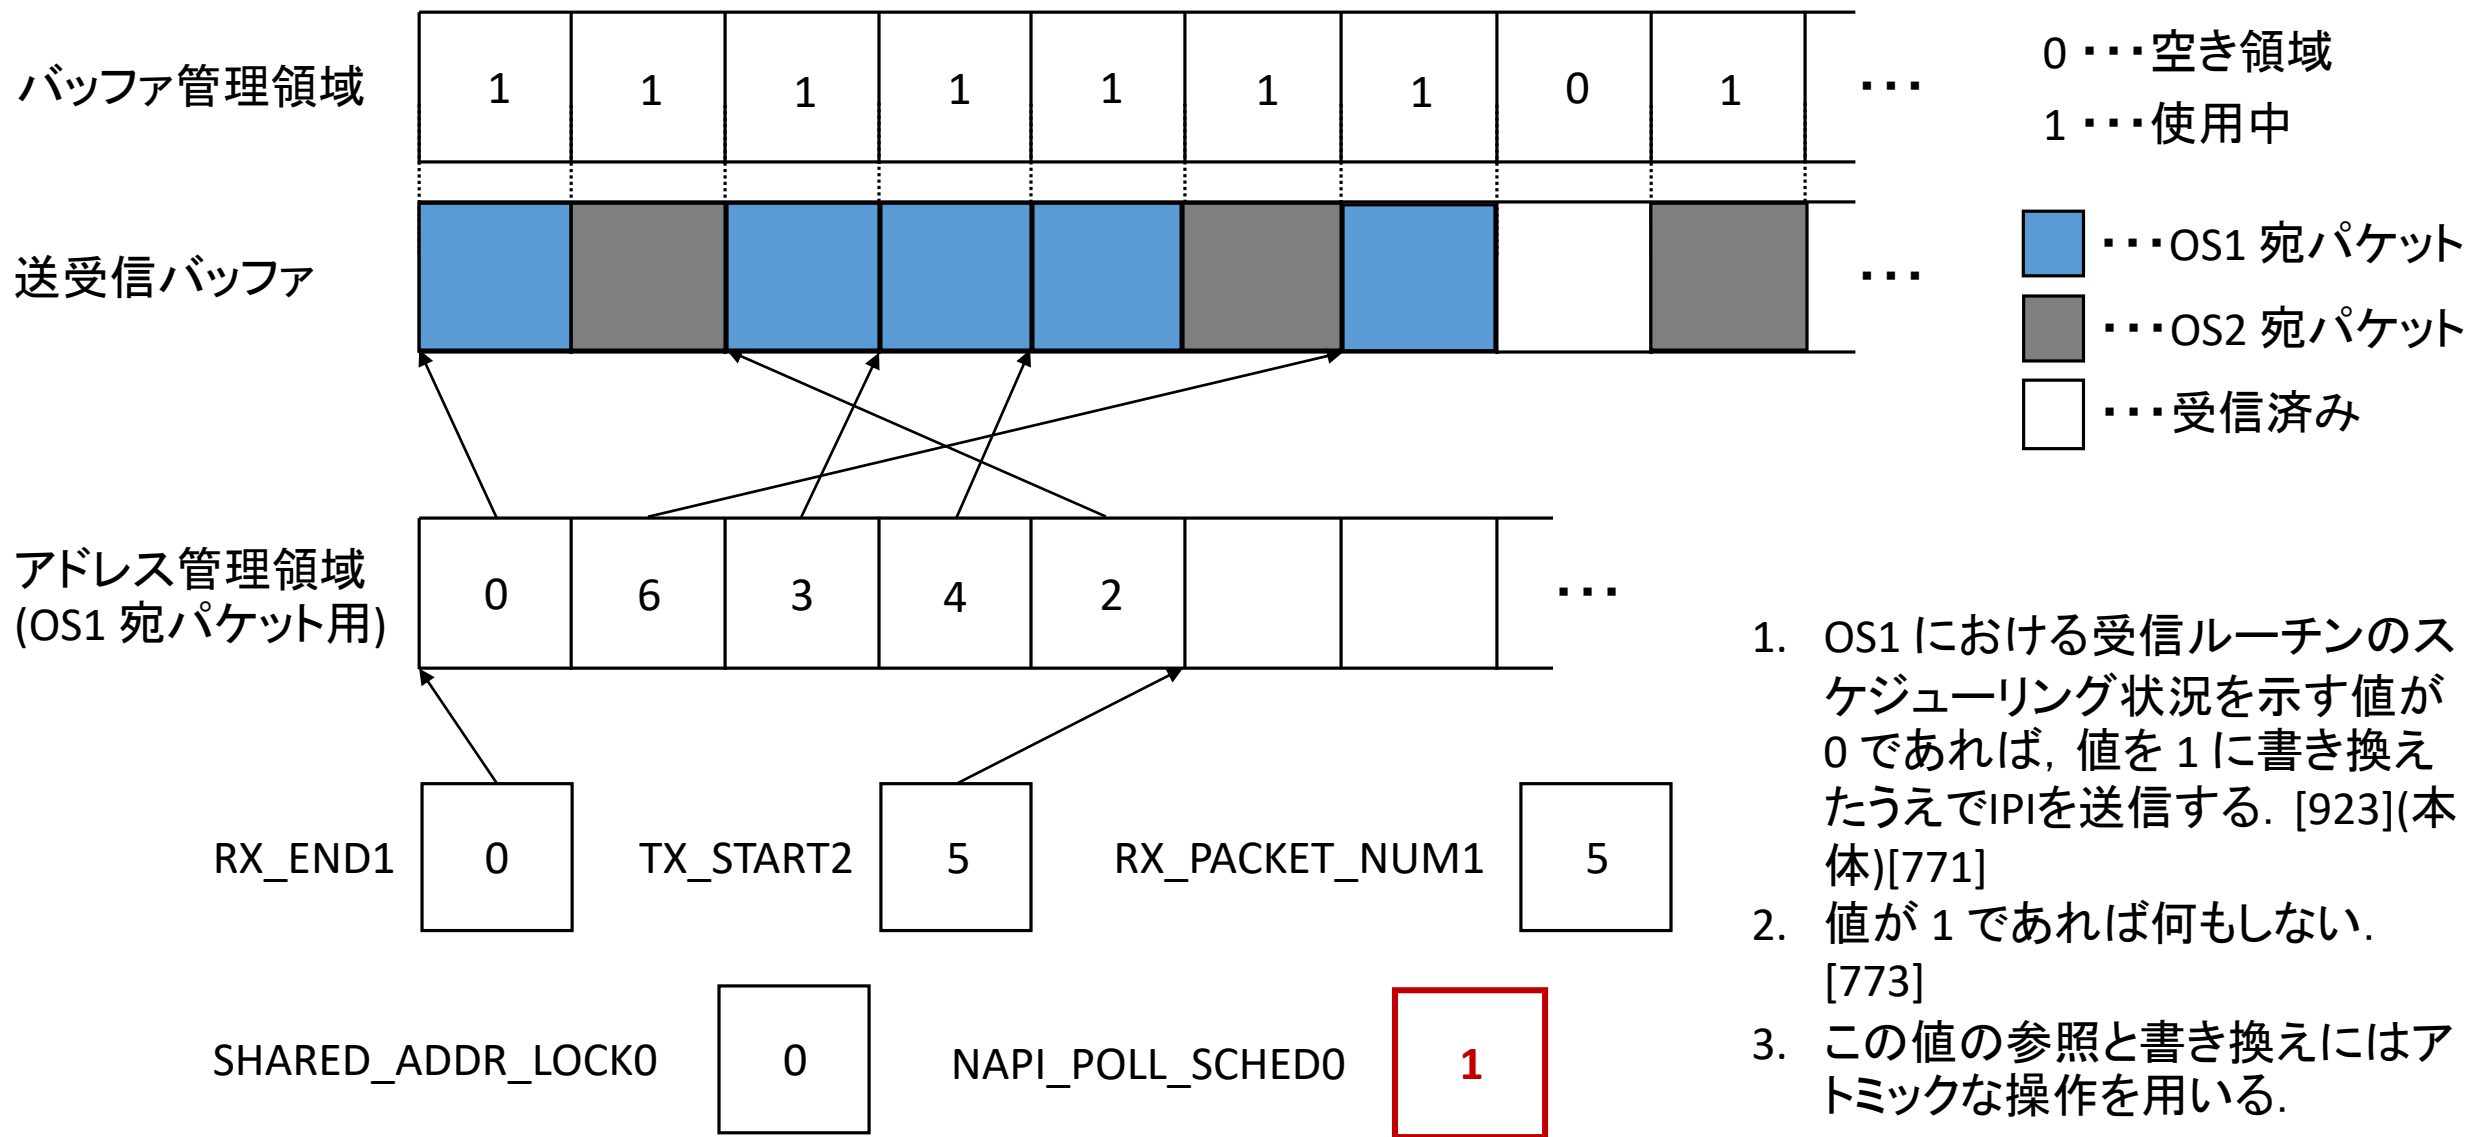 バッファ管理領域
1 1 1 1 1 1 1 0 1 ･･･
0 ･･･空き領域
1 ･･･使用中
送受信バッファ
･･･
･･･OS1 宛パケット
･･･OS2 宛パケット
･･･受信済み
アドレス管理領域
(OS1 宛パケット用)
0 6 3 4 2 ･･･
RX_END1 0 TX_START2 5 RX_PACKET_NUM1 5
SHARED_ADDR_LOCK0 0 NAPI_POLL_SCHED0 1
1. OS1 における受信ルーチンのス
ケジューリング状況を示す値が
0 であれば，値を 1 に書き換え
たうえでIPIを送信する．[923](本
体)[771]
2. 値が 1 であれば何もしない．
[773]
3. この値の参照と書き換えにはア
トミックな操作を用いる．